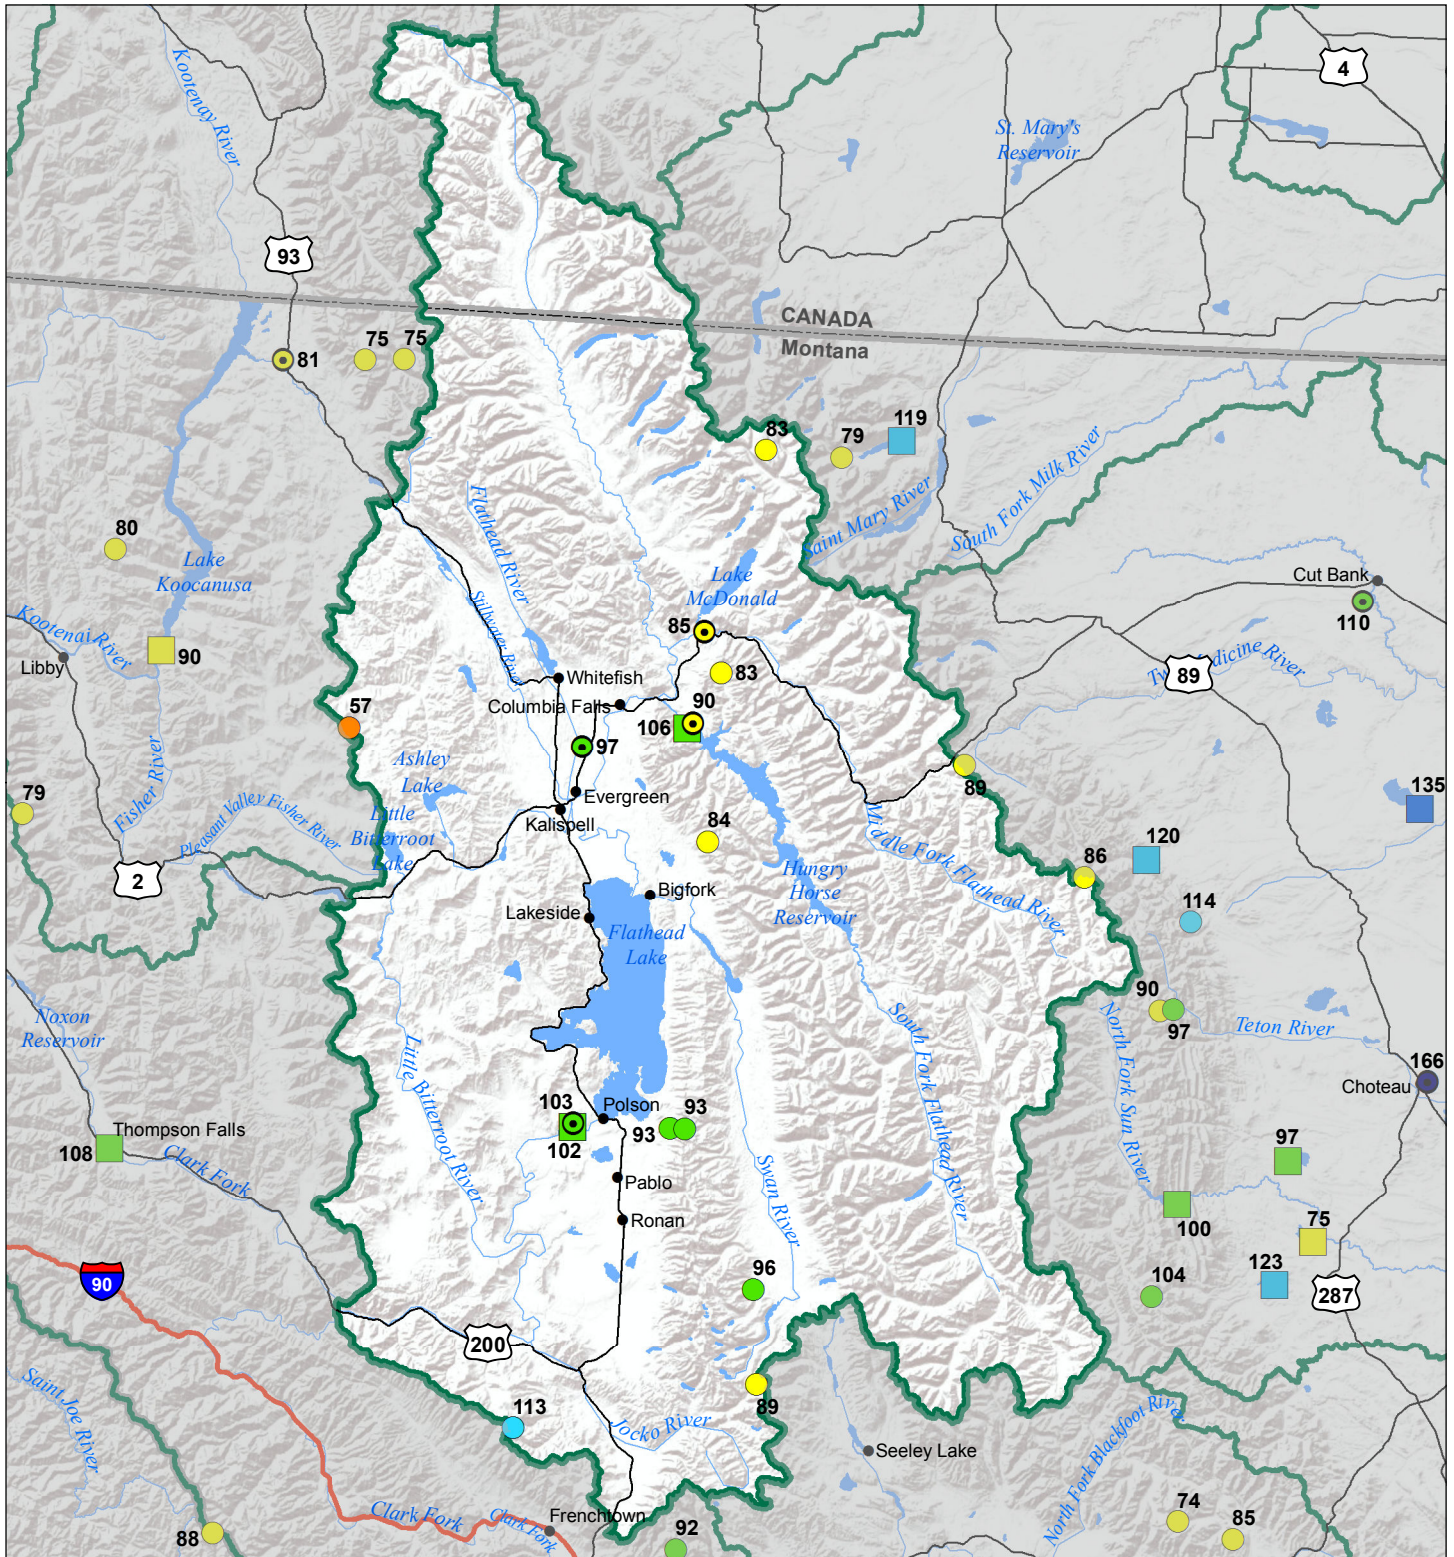 4
Kootenay River
St. Mary's
Reservoir
93
CANADA
Montana
75
75
81
83
79
119
Saint Mary River
South Fork Milk River
80
Lake
Koocanusa
Flathead River
Stillwater River
Lake
McDonald
Cut Bank
110
Kootenai River
Libby
90
85
83
Two Medicine River
89
Whitefish
Columbia Falls
57
90
106
97
Ashley
Lake
89
79
Fisher River
Pleasant Valley Fisher River
Little
Bitterroot
Lake
Evergreen
Kalispell
84
Middle Fork Flathead River
135
120
86
2
Hungry
Horse
Reservoir
Bigfork
Lakeside
Flathead
Lake
114
90
97
Teton River
Noxon
Reservoir
Little Bitterroot River
South Fork Flathead River
North Fork Sun River
166
Choteau
103
102
Polson
93
93
Thompson Falls
108
Clark Fork
97
Swan River
Pablo
Ronan
100
75
90
96
104
123
287
200
89
Saint Joe River
113
Jocko River
Seeley Lake
North Fork Blackfoot River
Clark Fork
Clark Fork
Frenchtown
88
92
74
85